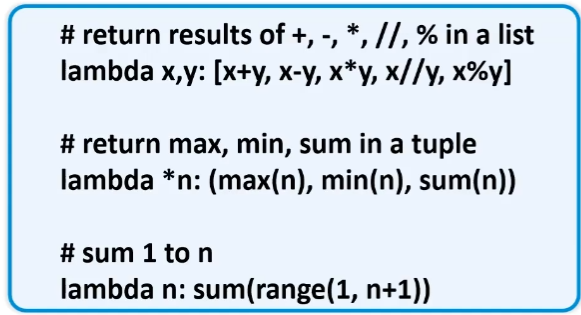 # return results of +, -, *, //, % in a list
lambda x,y: [x+y, x-y, x*y, x//y, x%y]
# return max, min, sum in a tuple
lambda *n: (max(n), min(n), sum(n))
# sum 1 to n
lambda n: sum(range(1, n+1))